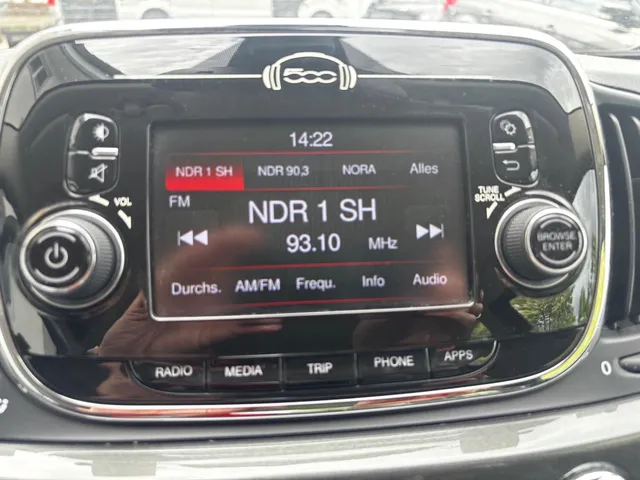 500
14:22
NDR 1 SH NDR 90,3 NORA Alles
FM
VOL
TUNE
SCROLL
NDR 1 SH
93.10 MHz
BROWSE
ENTER
Durchs. AM/FM Frequ. Info Audio
RADIO MEDIA TRIP PHONE APPS
0